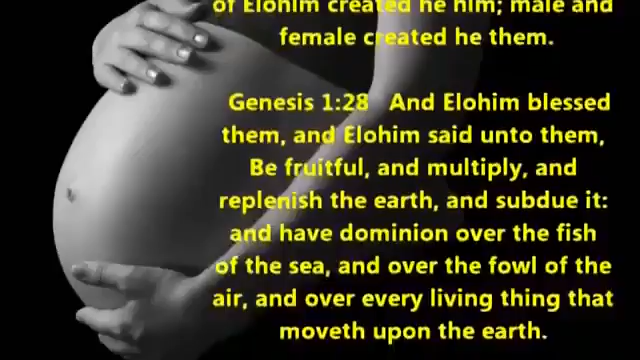 of Elohim created he him; male and
female created he them.
Genesis 1:28 And Elohim blessed
them, and Elohim said unto them,
Be fruitful, and multiply, and
replenish the earth, and subdue it:
and have dominion over the fish
of the sea, and over the fowl of the
air, and over every living thing that
moveth upon the earth.